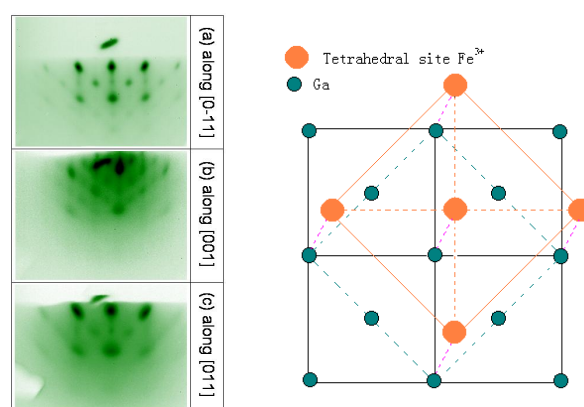 (a) along [0-11]
(b) along [001]
(c) along [011]
Tetrahedral site Fe³⁺
Ga